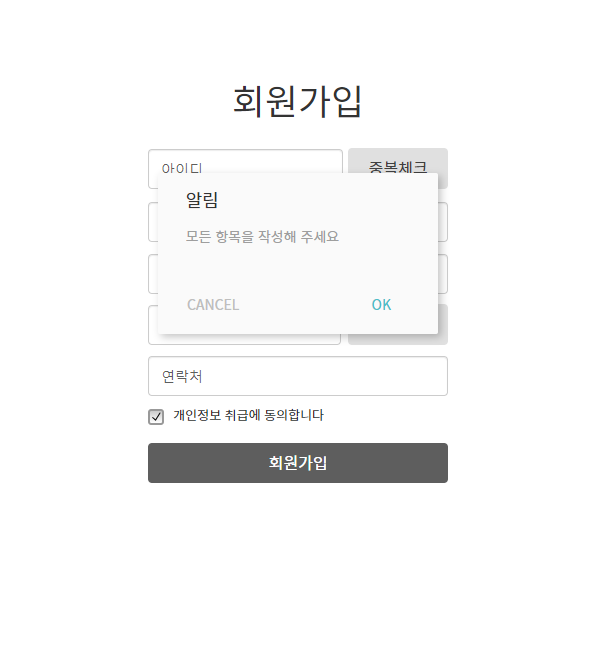 회원가입
아이디
중복체크
알림
모든 항목을 작성해 주세요
CANCEL
OK
연락처
개인정보 취급에 동의합니다
회원가입